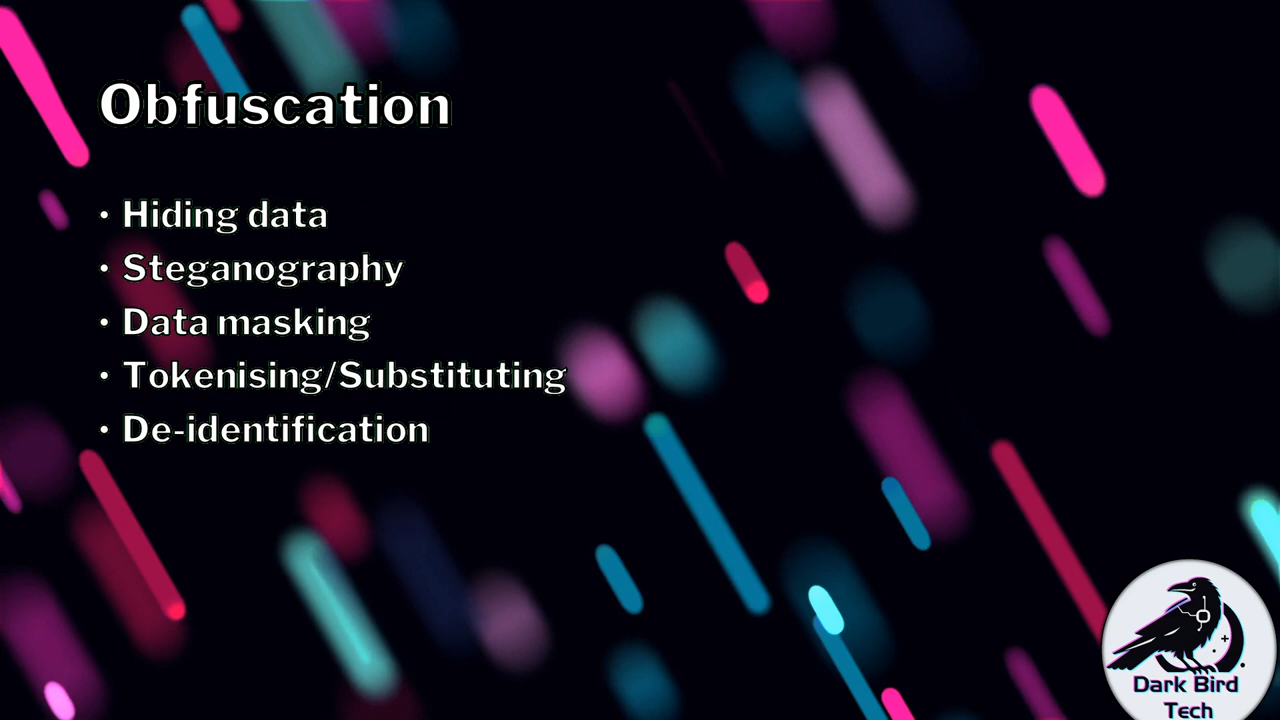 Obfuscation
• Hiding data
• Steganography
• Data masking
• Tokenising/Substituting
• De-identification
Dark Bird
Tech